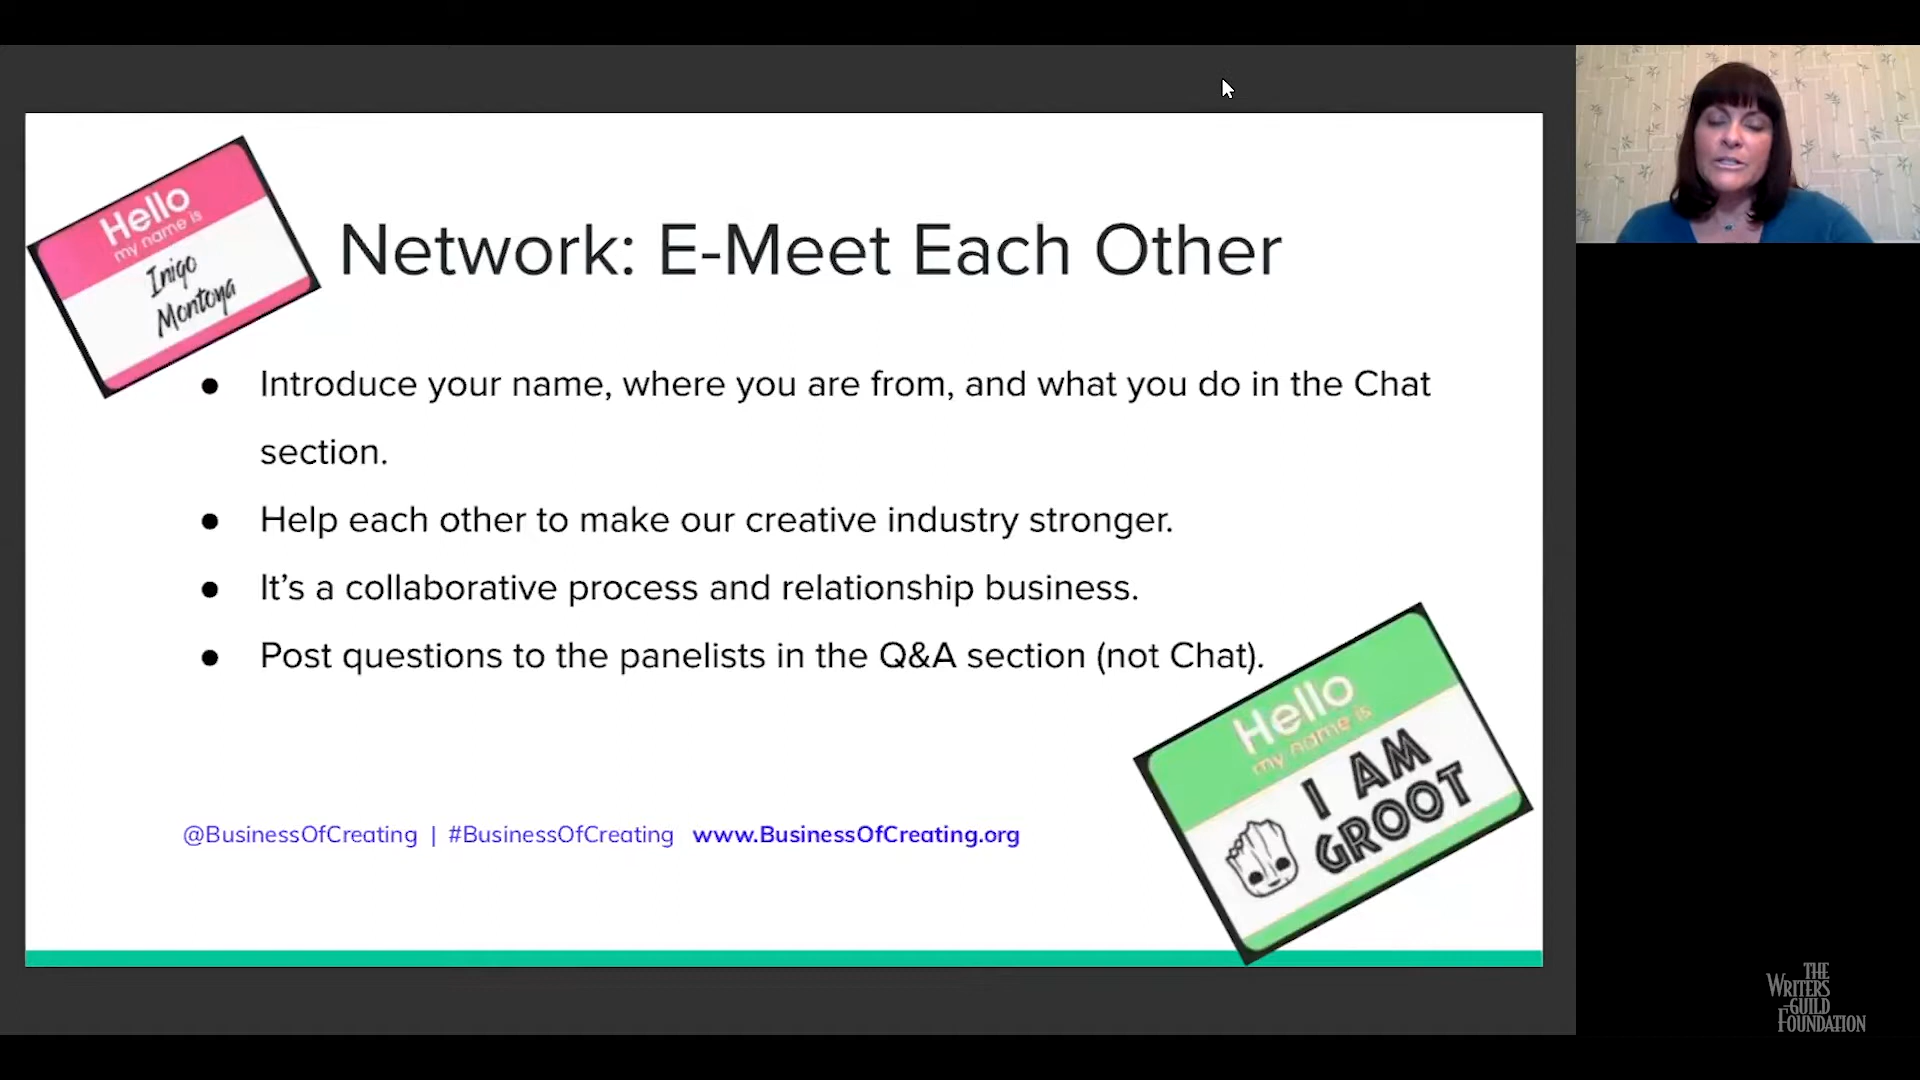 Hello
my name is
Inigo
Montoya
Network: E-Meet Each Other
● Introduce your name, where you are from, and what you do in the Chat
section.
● Help each other to make our creative industry stronger.
● It’s a collaborative process and relationship business.
● Post questions to the panelists in the Q&A section (not Chat).
Hello
my name is
I AM
GROOT
@BusinessOfCreating | #BusinessOfCreating www.BusinessOfCreating.org
THE
WRITERS
GUILD
FOUNDATION